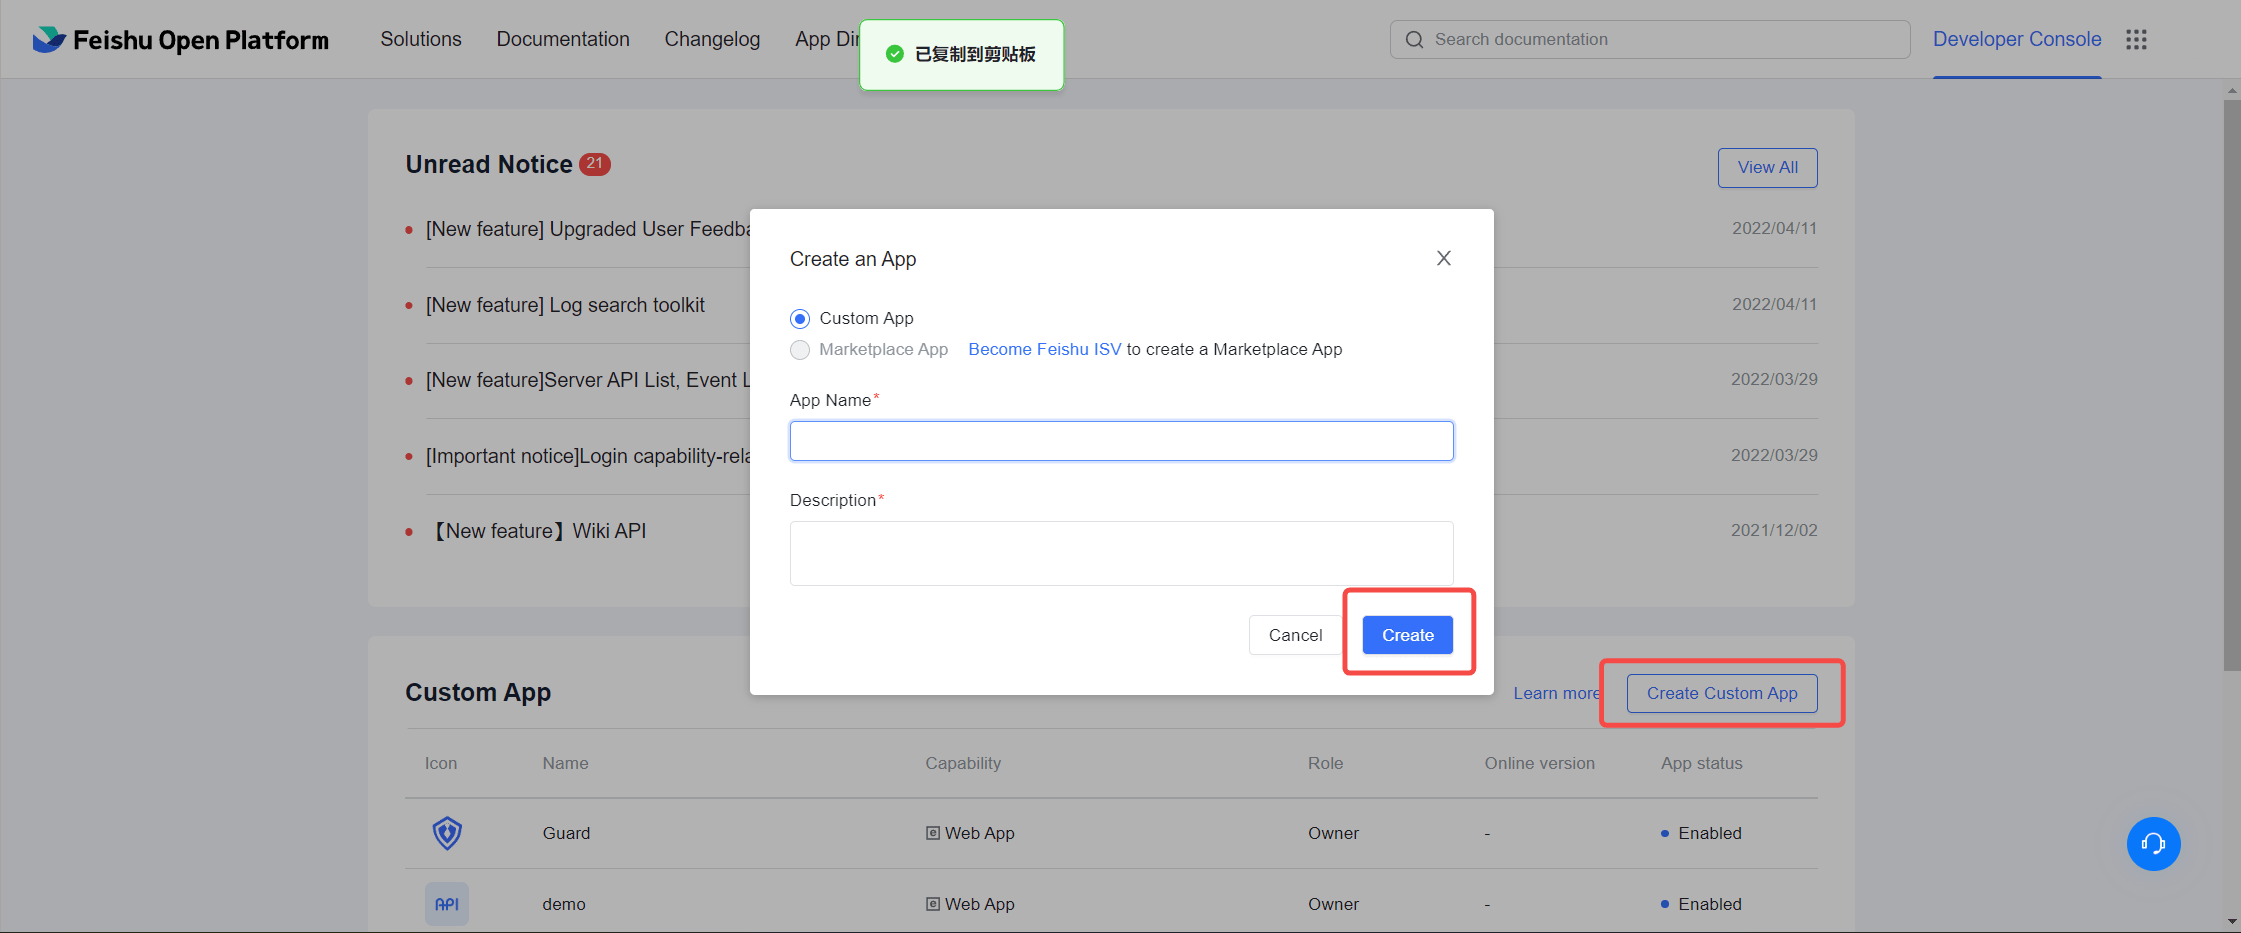 Feishu Open Platform
Solutions
Documentation
Changelog
App Dir
已复制到剪贴板
Search documentation
Developer Console
Unread Notice 21
View All
[New feature] Upgraded User Feedba
2022/04/11
[New feature] Log search toolkit
2022/04/11
[New feature]Server API List, Event L
2022/03/29
[Important notice]Login capability-rela
2022/03/29
【New feature】Wiki API
2021/12/02
Create an App
Custom App
Marketplace App Become Feishu ISV to create a Marketplace App
App Name*
Description*
Cancel
Create
Custom App
Learn more
Create Custom App
Icon Name Capability Role Online version App status
Guard Web App Owner - Enabled
API demo Web App Owner - Enabled